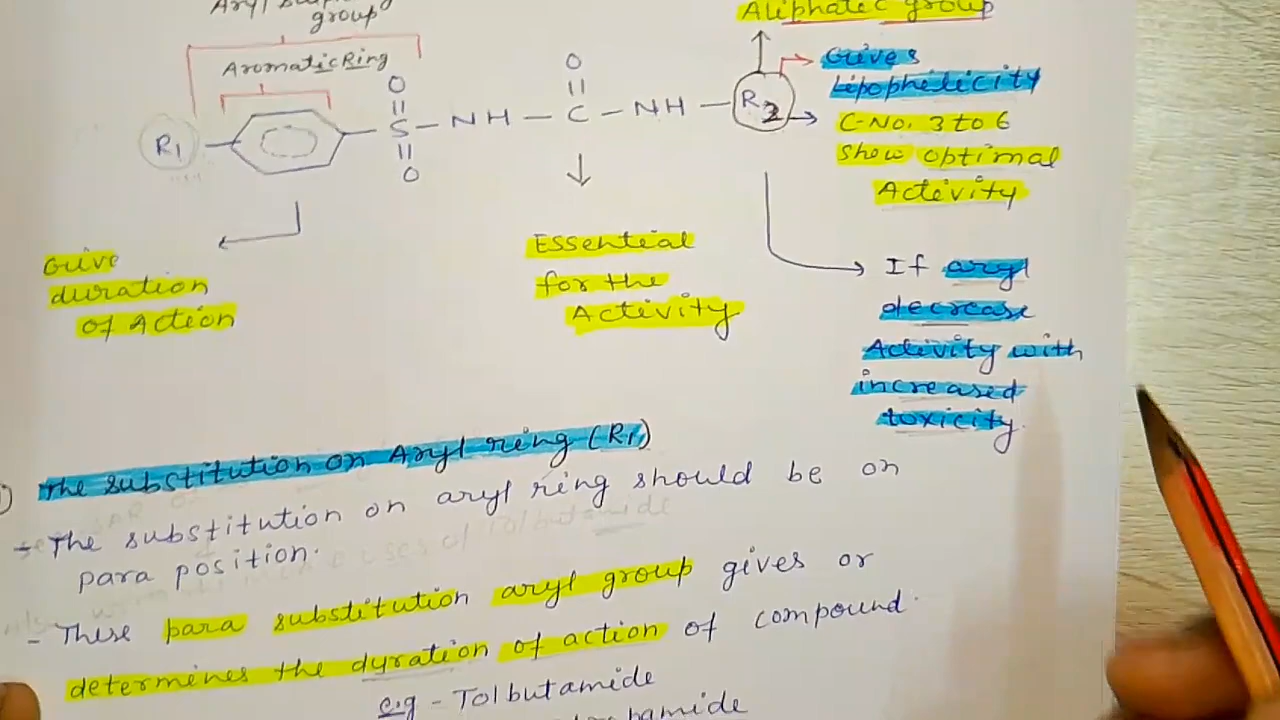 group
Aliphatic group
Aromatic Ring
Gives
Lipophelicity
C-No. 3 to 6
Show optimal
Activity
R1
O
||
S
||
O
- NH -
O
||
C
- NH -
R2
Give
duration
of Action
Essential
for the
Activity
If aryl
decrease
Activity with
increased
toxicity.
The substitution on Aryl ring (R1)
- The substitution on aryl ring should be on
para position.
- These para substitution aryl group gives or
determines the dyration of action of compound.
e.g - Tolbutamide